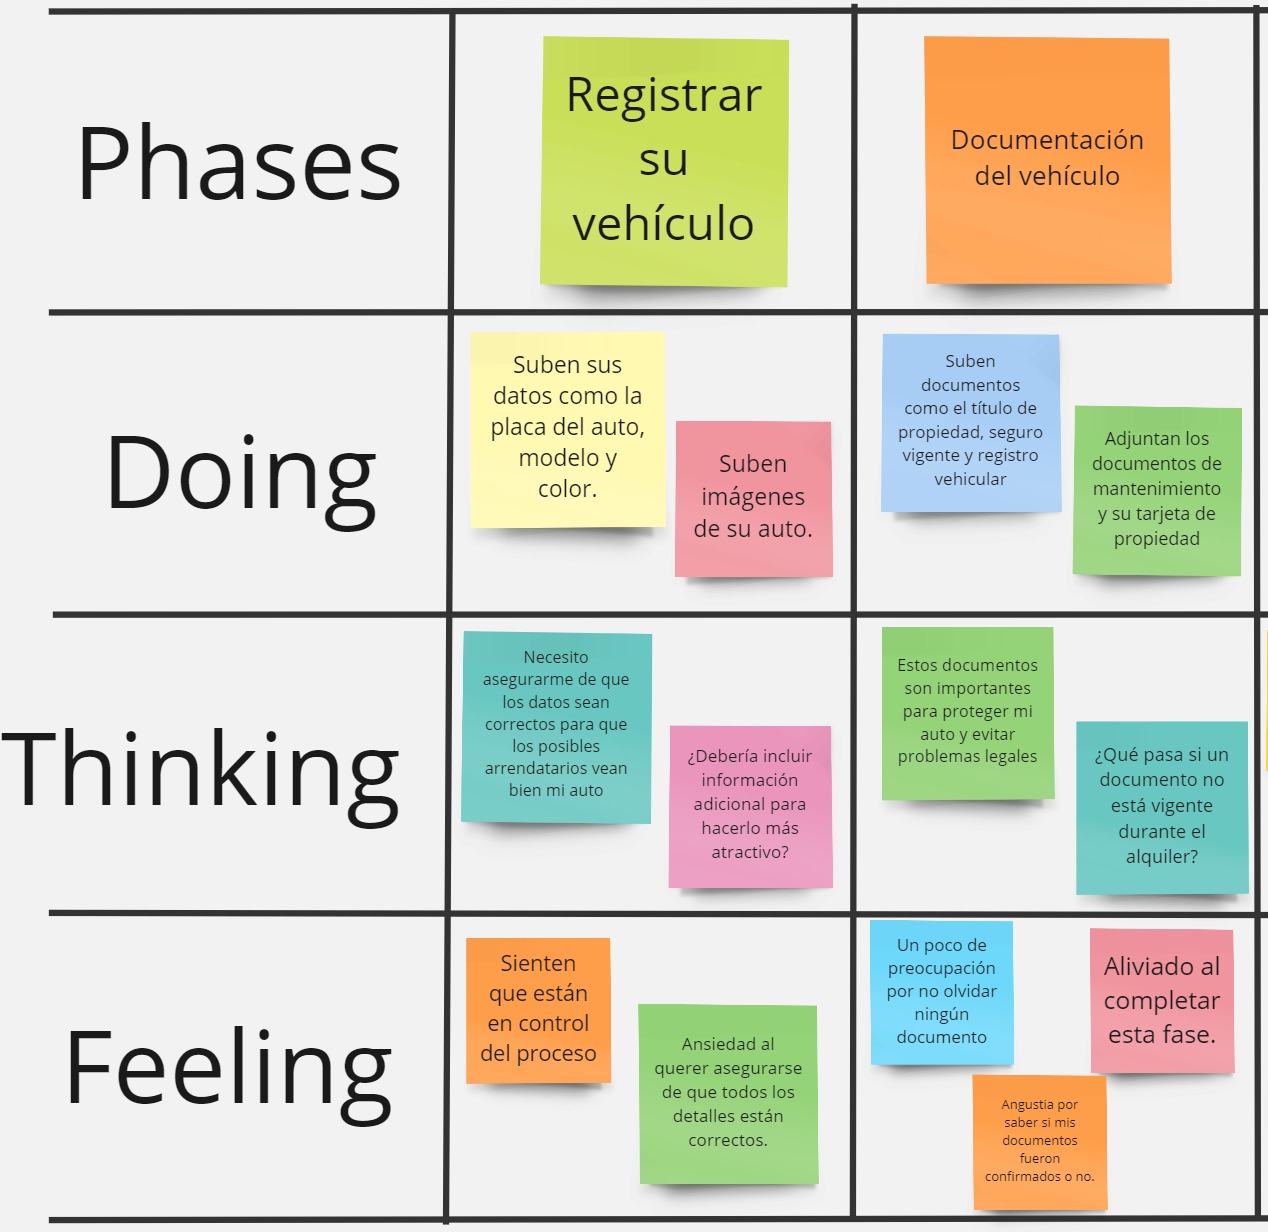 Phases
Registrar
su
vehículo
Documentación
del vehículo
Doing
Suben sus
datos como la
placa del auto,
modelo y
color.
Suben
imágenes
de su auto.
Suben
documentos
como el título de
propiedad, seguro
vigente y registro
vehicular
Adjuntan los
documentos de
mantenimiento
y su tarjeta de
propiedad
Thinking
Necesito
asegurarme de que
los datos sean
correctos para que
los posibles
arrendatarios vean
bien mi auto
¿Debería incluir
información
adicional para
hacerlo más
atractivo?
Estos documentos
son importantes
para proteger mi
auto y evitar
problemas legales
¿Qué pasa si un
documento no
está vigente
durante el
alquiler?
Feeling
Sienten
que están
en control
del proceso
Ansiedad al
querer asegurarse
de que todos los
detalles están
correctos.
Un poco de
preocupación
por no olvidar
ningún
documento
Aliviado al
completar
esta fase.
Angustia por
saber si mis
documentos
fueron
confirmados o no.